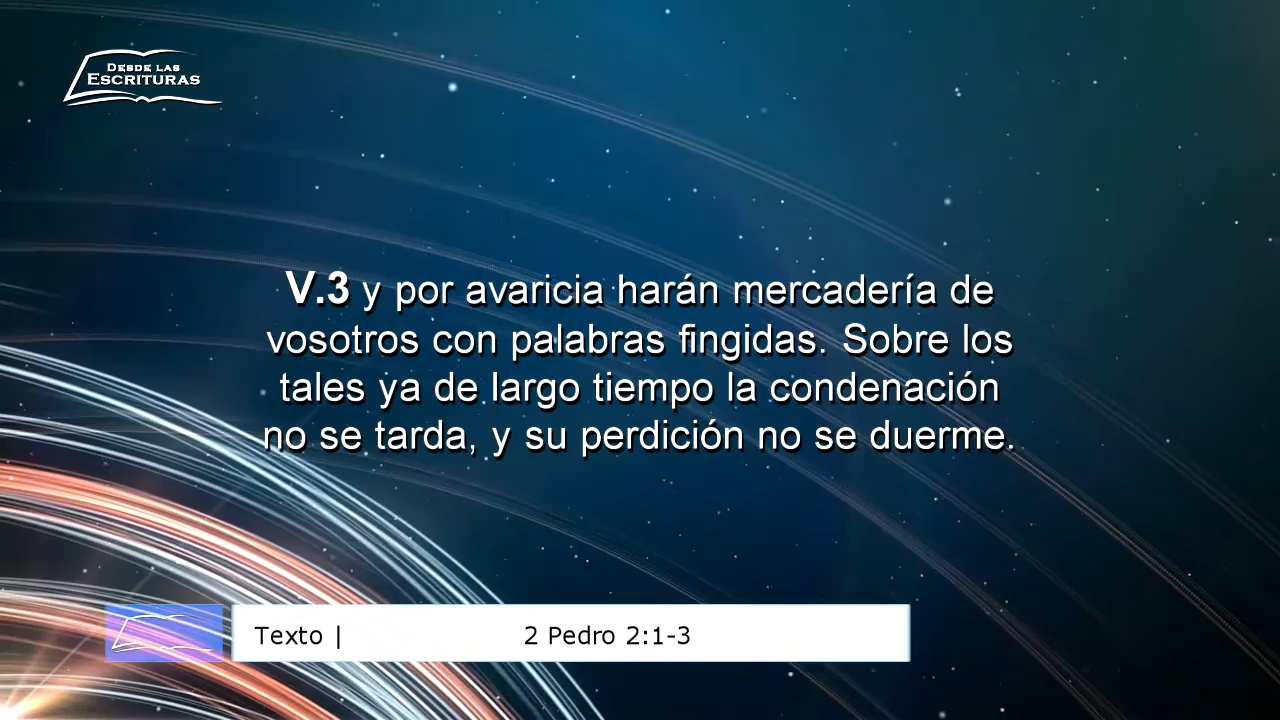 DESDE LAS
ESCRITURAS
V.3 y por avaricia harán mercadería de
vosotros con palabras fingidas. Sobre los
tales ya de largo tiempo la condenación
no se tarda, y su perdición no se duerme.
Texto | 2 Pedro 2:1-3